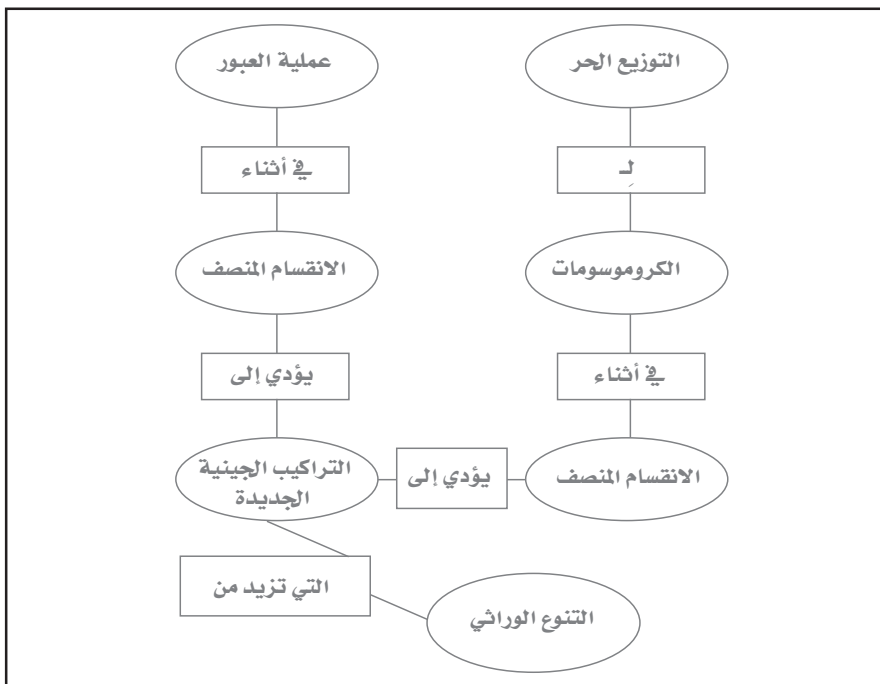 التوزيع الحر
عملية العبور
لِـ
في أثناء
الكروموسومات
الانقسام المنصف
في أثناء
يؤدي إلى
الانقسام المنصف
يؤدي إلى
التراكيب الجينية
الجديدة
التي تزيد من
التنوع الوراثي